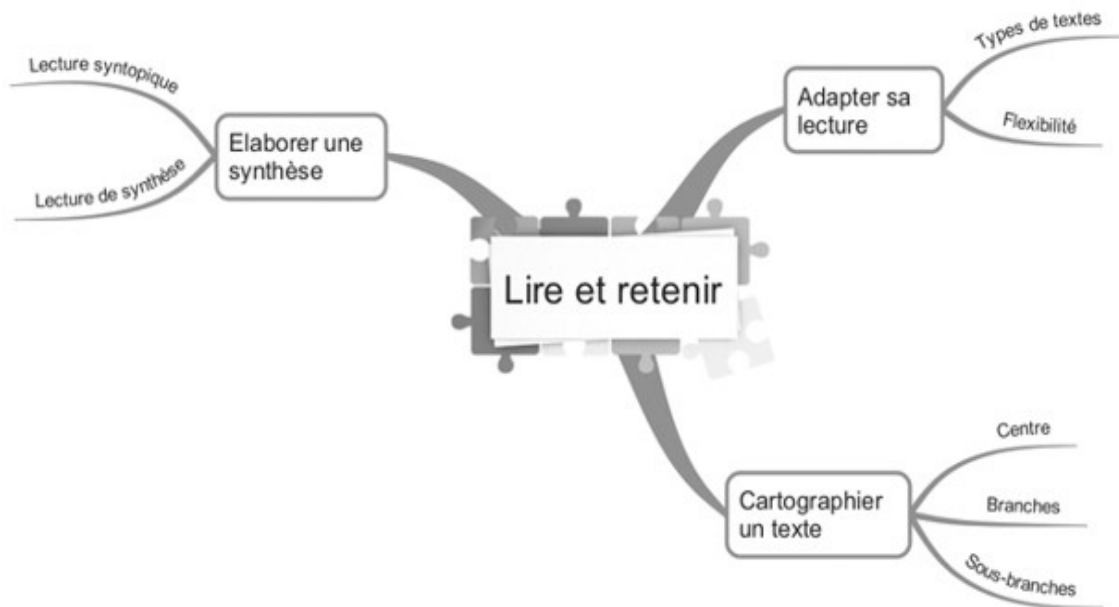 Lire et retenir
Adapter sa
lecture
Types de textes
Flexibilité
Cartographier
un texte
Centre
Branches
Sous-branches
Elaborer une
synthèse
Lecture syntopique
Lecture de synthèse